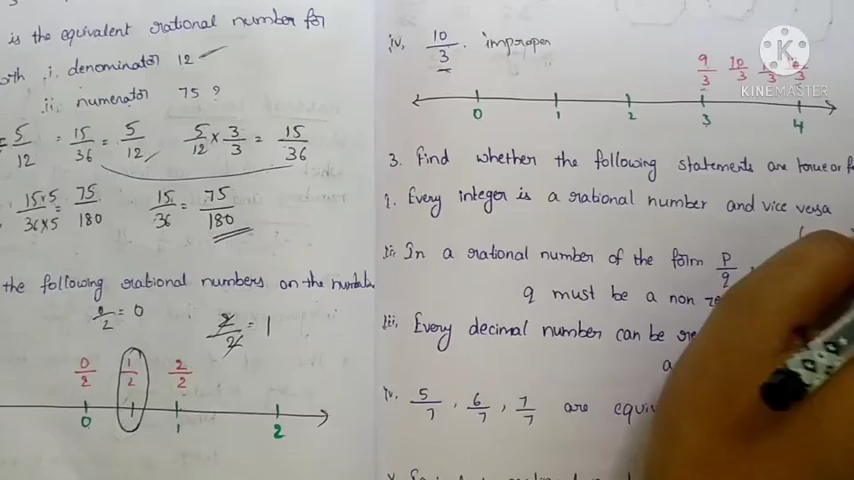 is the equivalent rational number for
i. denominator 12
ii. numerator 75 ?
5/12 = 15/36 = 5/12 5/12 × 3/3 = 15/36
15×5/36×5 = 75/180 15/36 = 75/180
the following rational numbers on the number
/2 = 0 2/2 = 1
0/2 1/2 2/2
0 1 2
iv, 10/3. improper
9/3 10/3
0 1 2 3 4
KINEMASTER
3. Find whether the following statements are true or
i. Every integer is a rational number and vice versa
ii. In a rational number of the form p/q
q must be a non
iii, Every decimal number can be
iv. 5/7, 6/7, 7/7 are